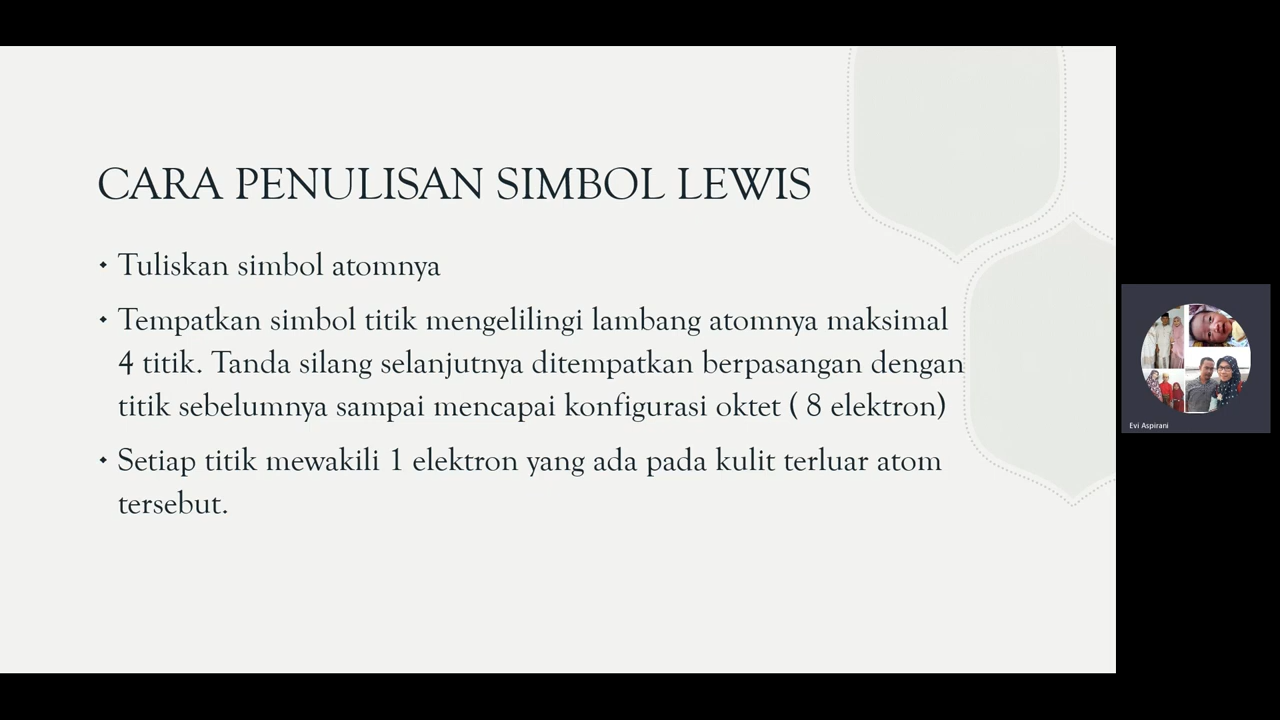 CARA PENULISAN SIMBOL LEWIS
• Tuliskan simbol atomnya
• Tempatkan simbol titik mengelilingi lambang atomnya maksimal
4 titik. Tanda silang selanjutnya ditempatkan berpasangan dengan
titik sebelumnya sampai mencapai konfigurasi oktet ( 8 elektron)
• Setiap titik mewakili 1 elektron yang ada pada kulit terluar atom
tersebut.
Evi Aspirani